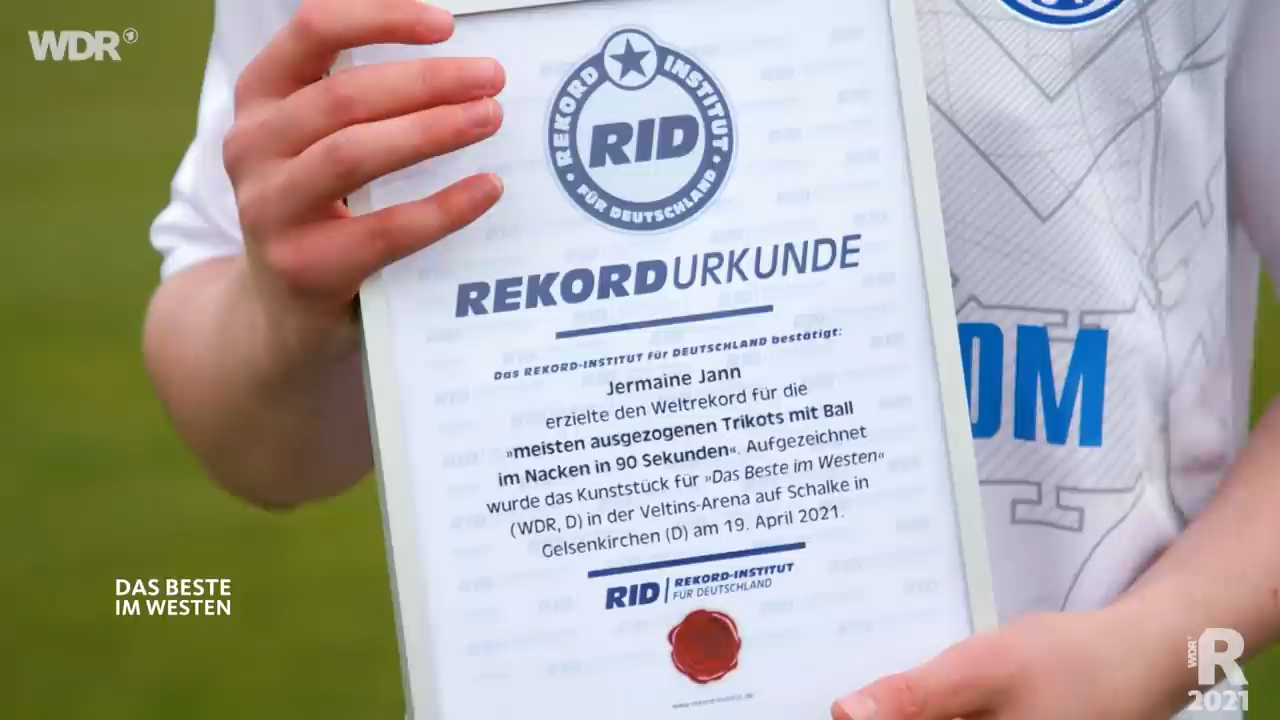 WDR
REKORD INSTITUT
RID
FÜR DEUTSCHLAND
REKORDURKUNDE
Das REKORD-INSTITUT für DEUTSCHLAND bestätigt:
Jermaine Jann
erzielte den Weltrekord für die
»meisten ausgezogenen Trikots mit Ball
im Nacken in 90 Sekunden«. Aufgezeichnet
wurde das Kunststück für »Das Beste im Westen«
(WDR, D) in der Veltins-Arena auf Schalke in
Gelsenkirchen (D) am 19. April 2021.
RID REKORD-INSTITUT
FÜR DEUTSCHLAND
OM
DAS BESTE
IM WESTEN
WDR R
2021